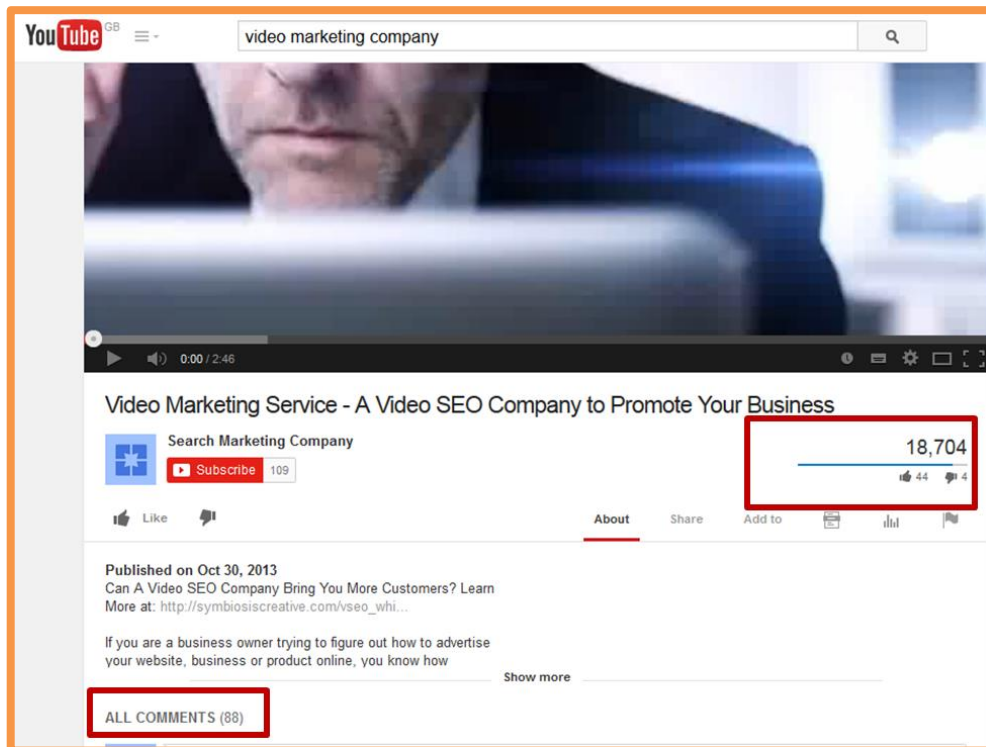 YouTube GB
video marketing company
0:00 / 2:46
Video Marketing Service - A Video SEO Company to Promote Your Business
Search Marketing Company
Subscribe 109
18,704
44 4
Like
About Share Add to
Published on Oct 30, 2013
Can A Video SEO Company Bring You More Customers? Learn
More at: http://symbiosiscreative.com/vseo_whi...
If you are a business owner trying to figure out how to advertise
your website, business or product online, you know how
Show more
ALL COMMENTS (88)